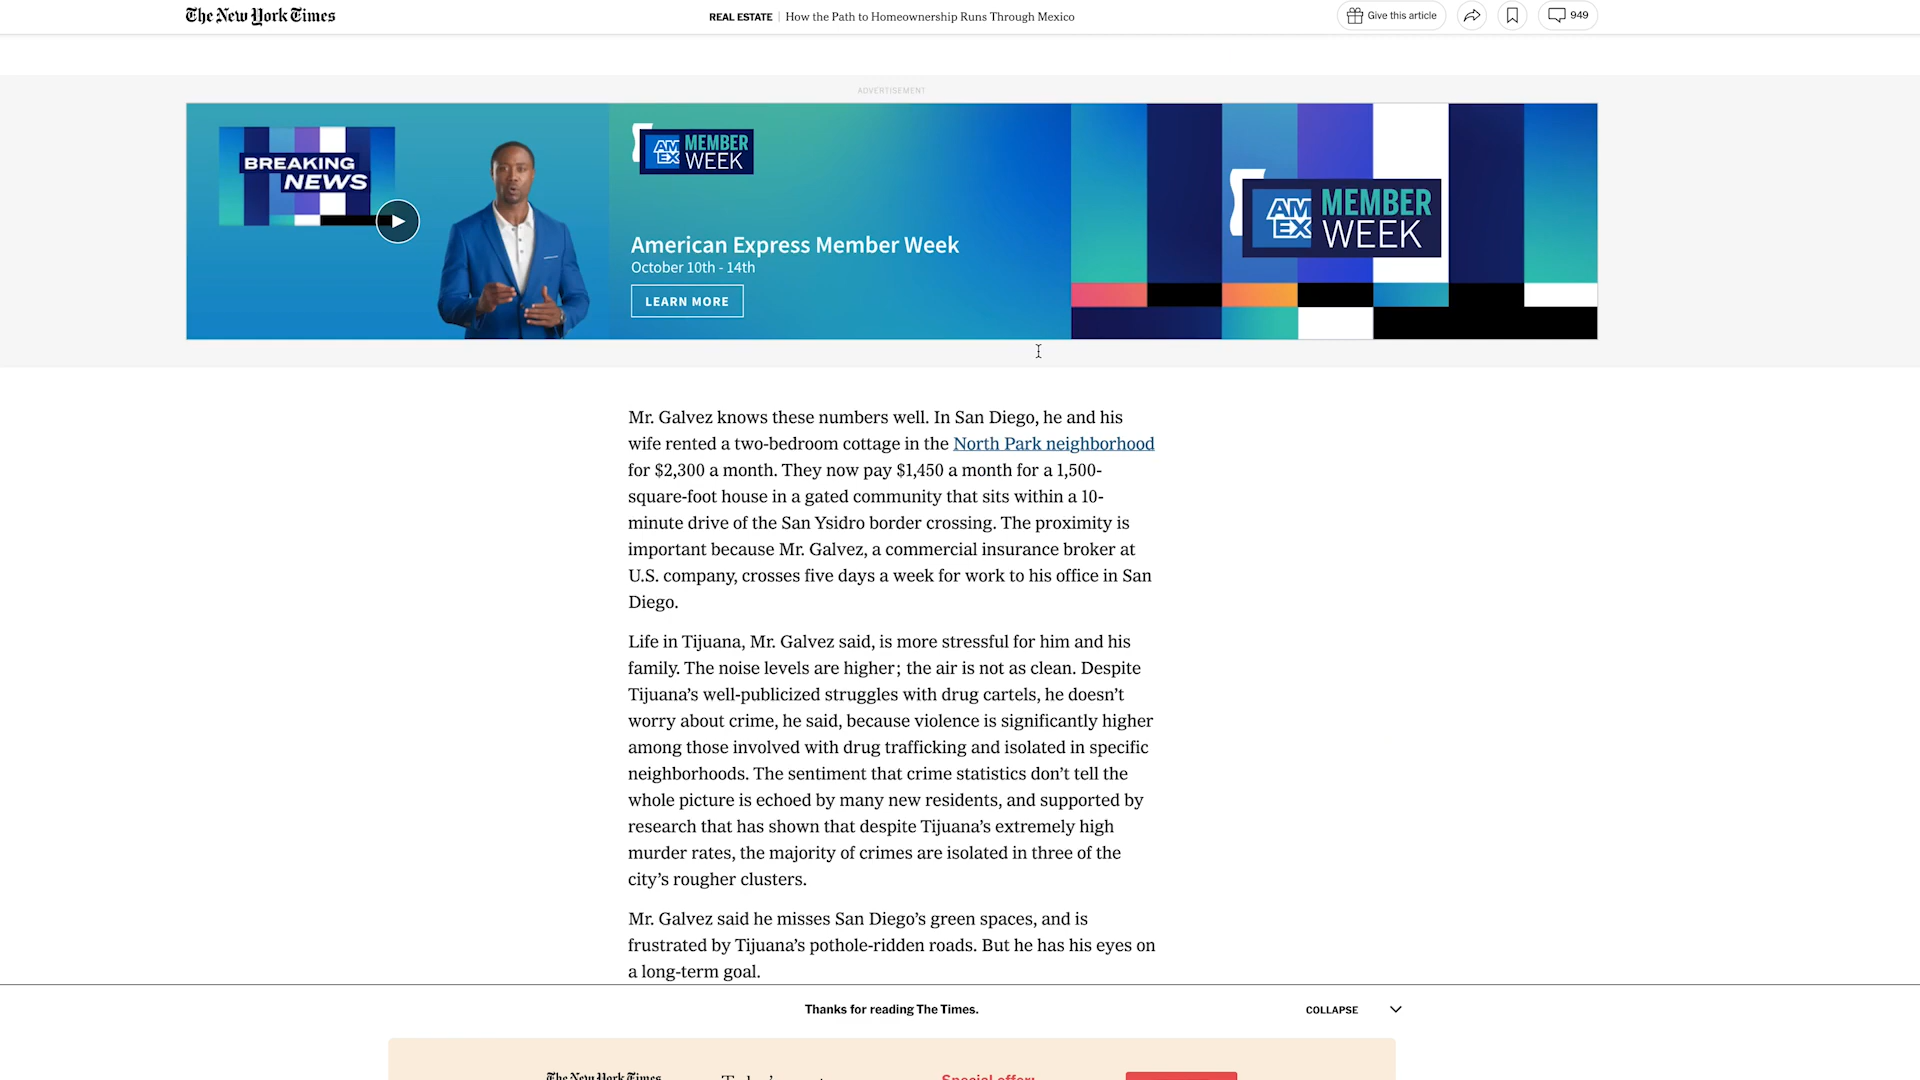 The New York Times
REAL ESTATE | How the Path to Homeownership Runs Through Mexico
Give this article
949
ADVERTISEMENT
BREAKING
NEWS
AM
EX
MEMBER
WEEK
American Express Member Week
October 10th - 14th
LEARN MORE
AM
EX
MEMBER
WEEK
Mr. Galvez knows these numbers well. In San Diego, he and his
wife rented a two-bedroom cottage in the North Park neighborhood
for $2,300 a month. They now pay $1,450 a month for a 1,500-
square-foot house in a gated community that sits within a 10-
minute drive of the San Ysidro border crossing. The proximity is
important because Mr. Galvez, a commercial insurance broker at
U.S. company, crosses five days a week for work to his office in San
Diego.
Life in Tijuana, Mr. Galvez said, is more stressful for him and his
family. The noise levels are higher; the air is not as clean. Despite
Tijuana’s well-publicized struggles with drug cartels, he doesn’t
worry about crime, he said, because violence is significantly higher
among those involved with drug trafficking and isolated in specific
neighborhoods. The sentiment that crime statistics don’t tell the
whole picture is echoed by many new residents, and supported by
research that has shown that despite Tijuana’s extremely high
murder rates, the majority of crimes are isolated in three of the
city’s rougher clusters.
Mr. Galvez said he misses San Diego’s green spaces, and is
frustrated by Tijuana’s pothole-ridden roads. But he has his eyes on
a long-term goal.
Thanks for reading The Times.
COLLAPSE
The New York Times
Special offer: